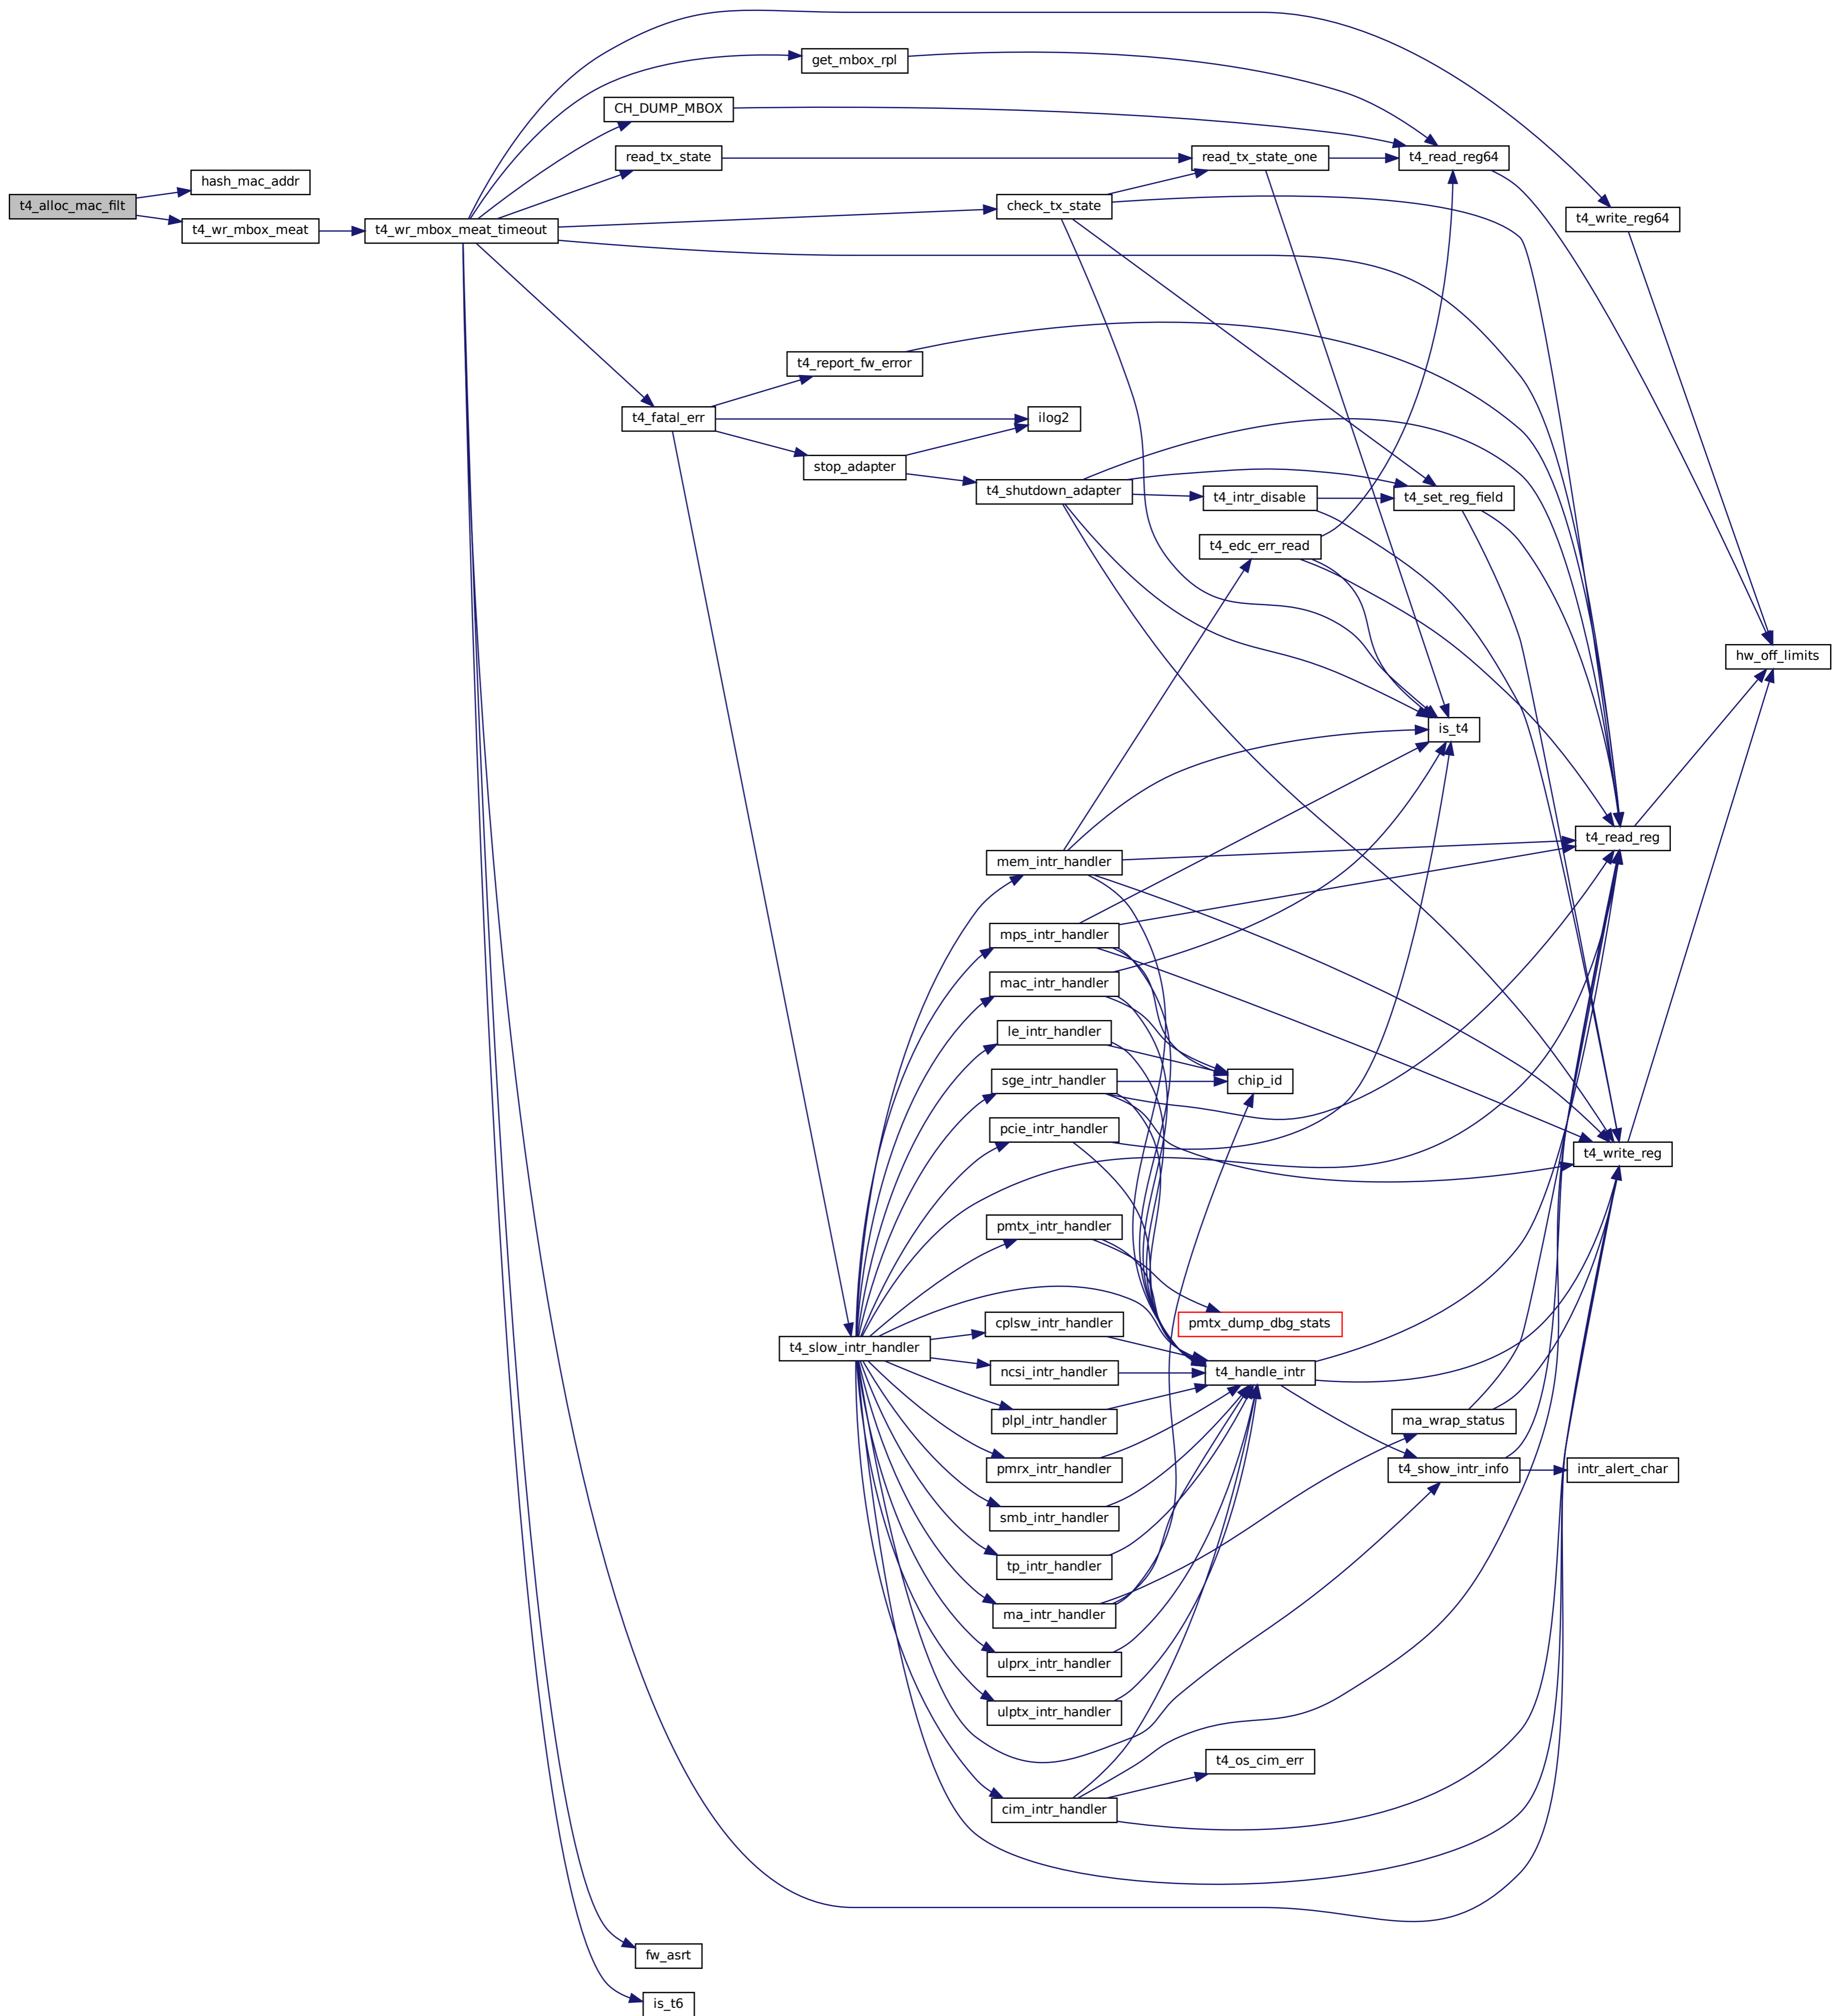 get_mbox_rpl
CH_DUMP_MBOX
read_tx_state
read_tx_state_one
t4_read_reg64
hash_mac_addr
t4_alloc_mac_filt
check_tx_state
t4_write_reg64
t4_wr_mbox_meat
t4_wr_mbox_meat_timeout
t4_report_fw_error
t4_fatal_err
ilog2
stop_adapter
t4_shutdown_adapter
t4_intr_disable
t4_set_reg_field
t4_edc_err_read
hw_off_limits
is_t4
t4_read_reg
mem_intr_handler
mps_intr_handler
mac_intr_handler
le_intr_handler
sge_intr_handler
chip_id
pcie_intr_handler
t4_write_reg
pmtx_intr_handler
cplsw_intr_handler
pmtx_dump_dbg_stats
t4_slow_intr_handler
ncsi_intr_handler
t4_handle_intr
plpl_intr_handler
ma_wrap_status
pmrx_intr_handler
t4_show_intr_info
intr_alert_char
smb_intr_handler
tp_intr_handler
ma_intr_handler
ulprx_intr_handler
ulptx_intr_handler
t4_os_cim_err
cim_intr_handler
fw_asrt
is_t6